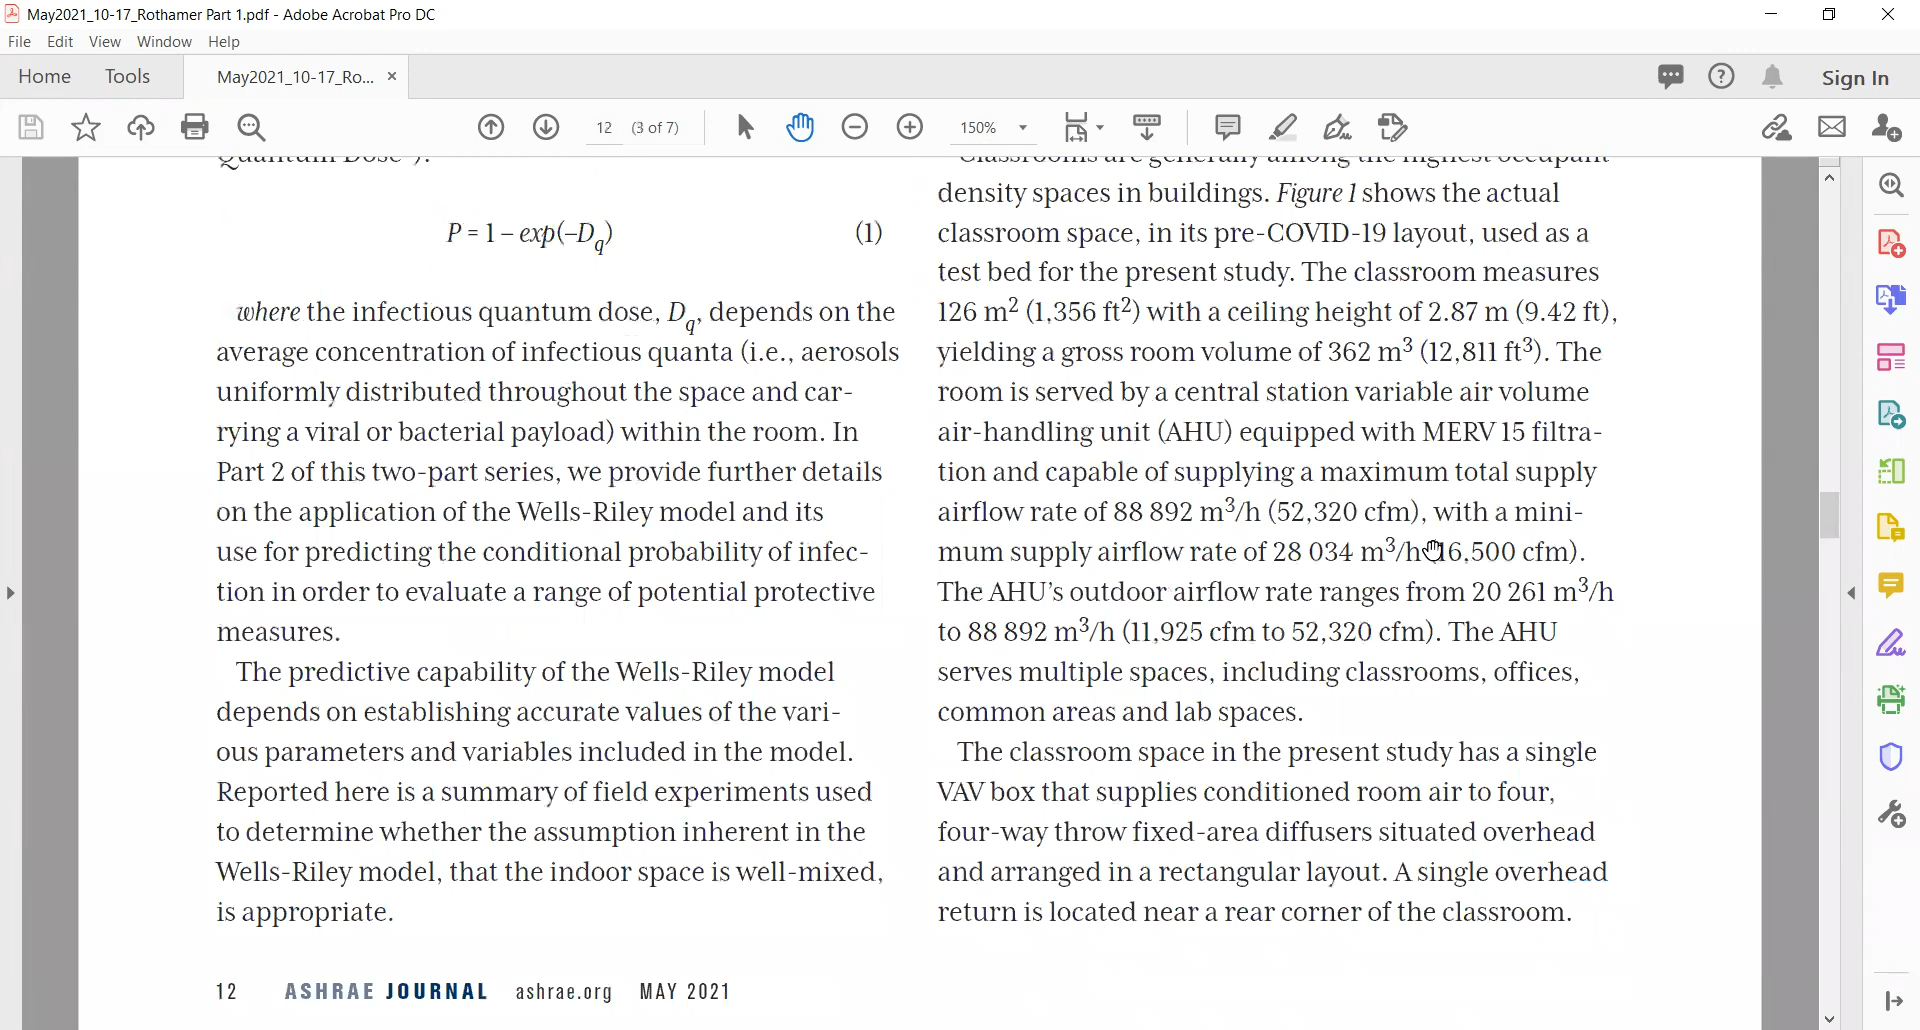 May2021_10-17_Rothamer Part 1.pdf - Adobe Acrobat Pro DC
File Edit View Window Help
Home Tools May2021_10-17_Ro... × Sign In
12 (3 of 7) 150%
Quantum Dose").
P = 1 – exp(–Dq) (1)
where the infectious quantum dose, Dq, depends on the
average concentration of infectious quanta (i.e., aerosols
uniformly distributed throughout the space and car-
rying a viral or bacterial payload) within the room. In
Part 2 of this two-part series, we provide further details
on the application of the Wells-Riley model and its
use for predicting the conditional probability of infec-
tion in order to evaluate a range of potential protective
measures.
The predictive capability of the Wells-Riley model
depends on establishing accurate values of the vari-
ous parameters and variables included in the model.
Reported here is a summary of field experiments used
to determine whether the assumption inherent in the
Wells-Riley model, that the indoor space is well-mixed,
is appropriate.
Classrooms are generally among the highest occupant
density spaces in buildings. Figure 1 shows the actual
classroom space, in its pre-COVID-19 layout, used as a
test bed for the present study. The classroom measures
126 m2 (1,356 ft2) with a ceiling height of 2.87 m (9.42 ft),
yielding a gross room volume of 362 m3 (12,811 ft3). The
room is served by a central station variable air volume
air-handling unit (AHU) equipped with MERV 15 filtra-
tion and capable of supplying a maximum total supply
airflow rate of 88 892 m3/h (52,320 cfm), with a mini-
mum supply airflow rate of 28 034 m3/h (16,500 cfm).
The AHU's outdoor airflow rate ranges from 20 261 m3/h
to 88 892 m3/h (11,925 cfm to 52,320 cfm). The AHU
serves multiple spaces, including classrooms, offices,
common areas and lab spaces.
The classroom space in the present study has a single
VAV box that supplies conditioned room air to four,
four-way throw fixed-area diffusers situated overhead
and arranged in a rectangular layout. A single overhead
return is located near a rear corner of the classroom.
12 ASHRAE JOURNAL ashrae.org MAY 2021